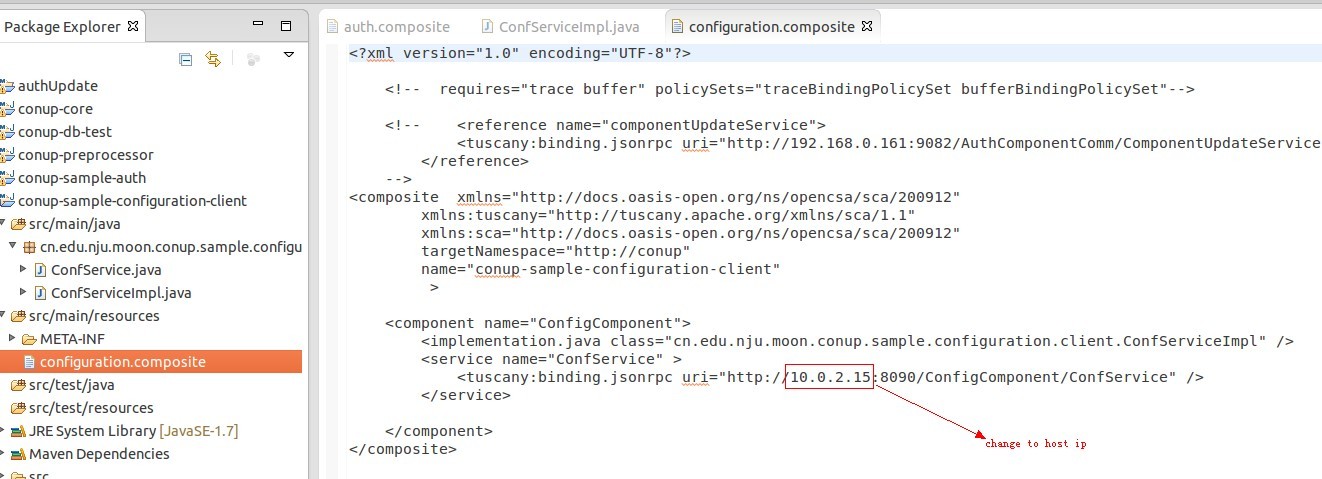 Package Explorer
authUpdate
conup-core
conup-db-test
conup-preprocessor
conup-sample-auth
conup-sample-configuration-client
src/main/java
cn.edu.nju.moon.conup.sample.configu
ConfService.java
ConfServiceImpl.java
src/main/resources
META-INF
configuration.composite
src/test/java
src/test/resources
JRE System Library [JavaSE-1.7]
Maven Dependencies
src
auth.composite ConfServiceImpl.java configuration.composite
<?xml version="1.0" encoding="UTF-8"?>
<!-- requires="trace buffer" policySets="traceBindingPolicySet bufferBindingPolicySet"-->
<!-- <reference name="componentUpdateService">
<tuscany:binding.jsonrpc uri="http://192.168.0.161:9082/AuthComponentComm/ComponentUpdateService
</reference>
-->
<composite xmlns="http://docs.oasis-open.org/ns/opencsa/sca/200912"
xmlns:tuscany="http://tuscany.apache.org/xmlns/sca/1.1"
xmlns:sca="http://docs.oasis-open.org/ns/opencsa/sca/200912"
targetNamespace="http://conup"
name="conup-sample-configuration-client"
>
<component name="ConfigComponent">
<implementation.java class="cn.edu.nju.moon.conup.sample.configuration.client.ConfServiceImpl" />
<service name="ConfService" >
<tuscany:binding.jsonrpc uri="http://10.0.2.15:8090/ConfigComponent/ConfService" />
</service>
</component>
</composite>
change to host ip